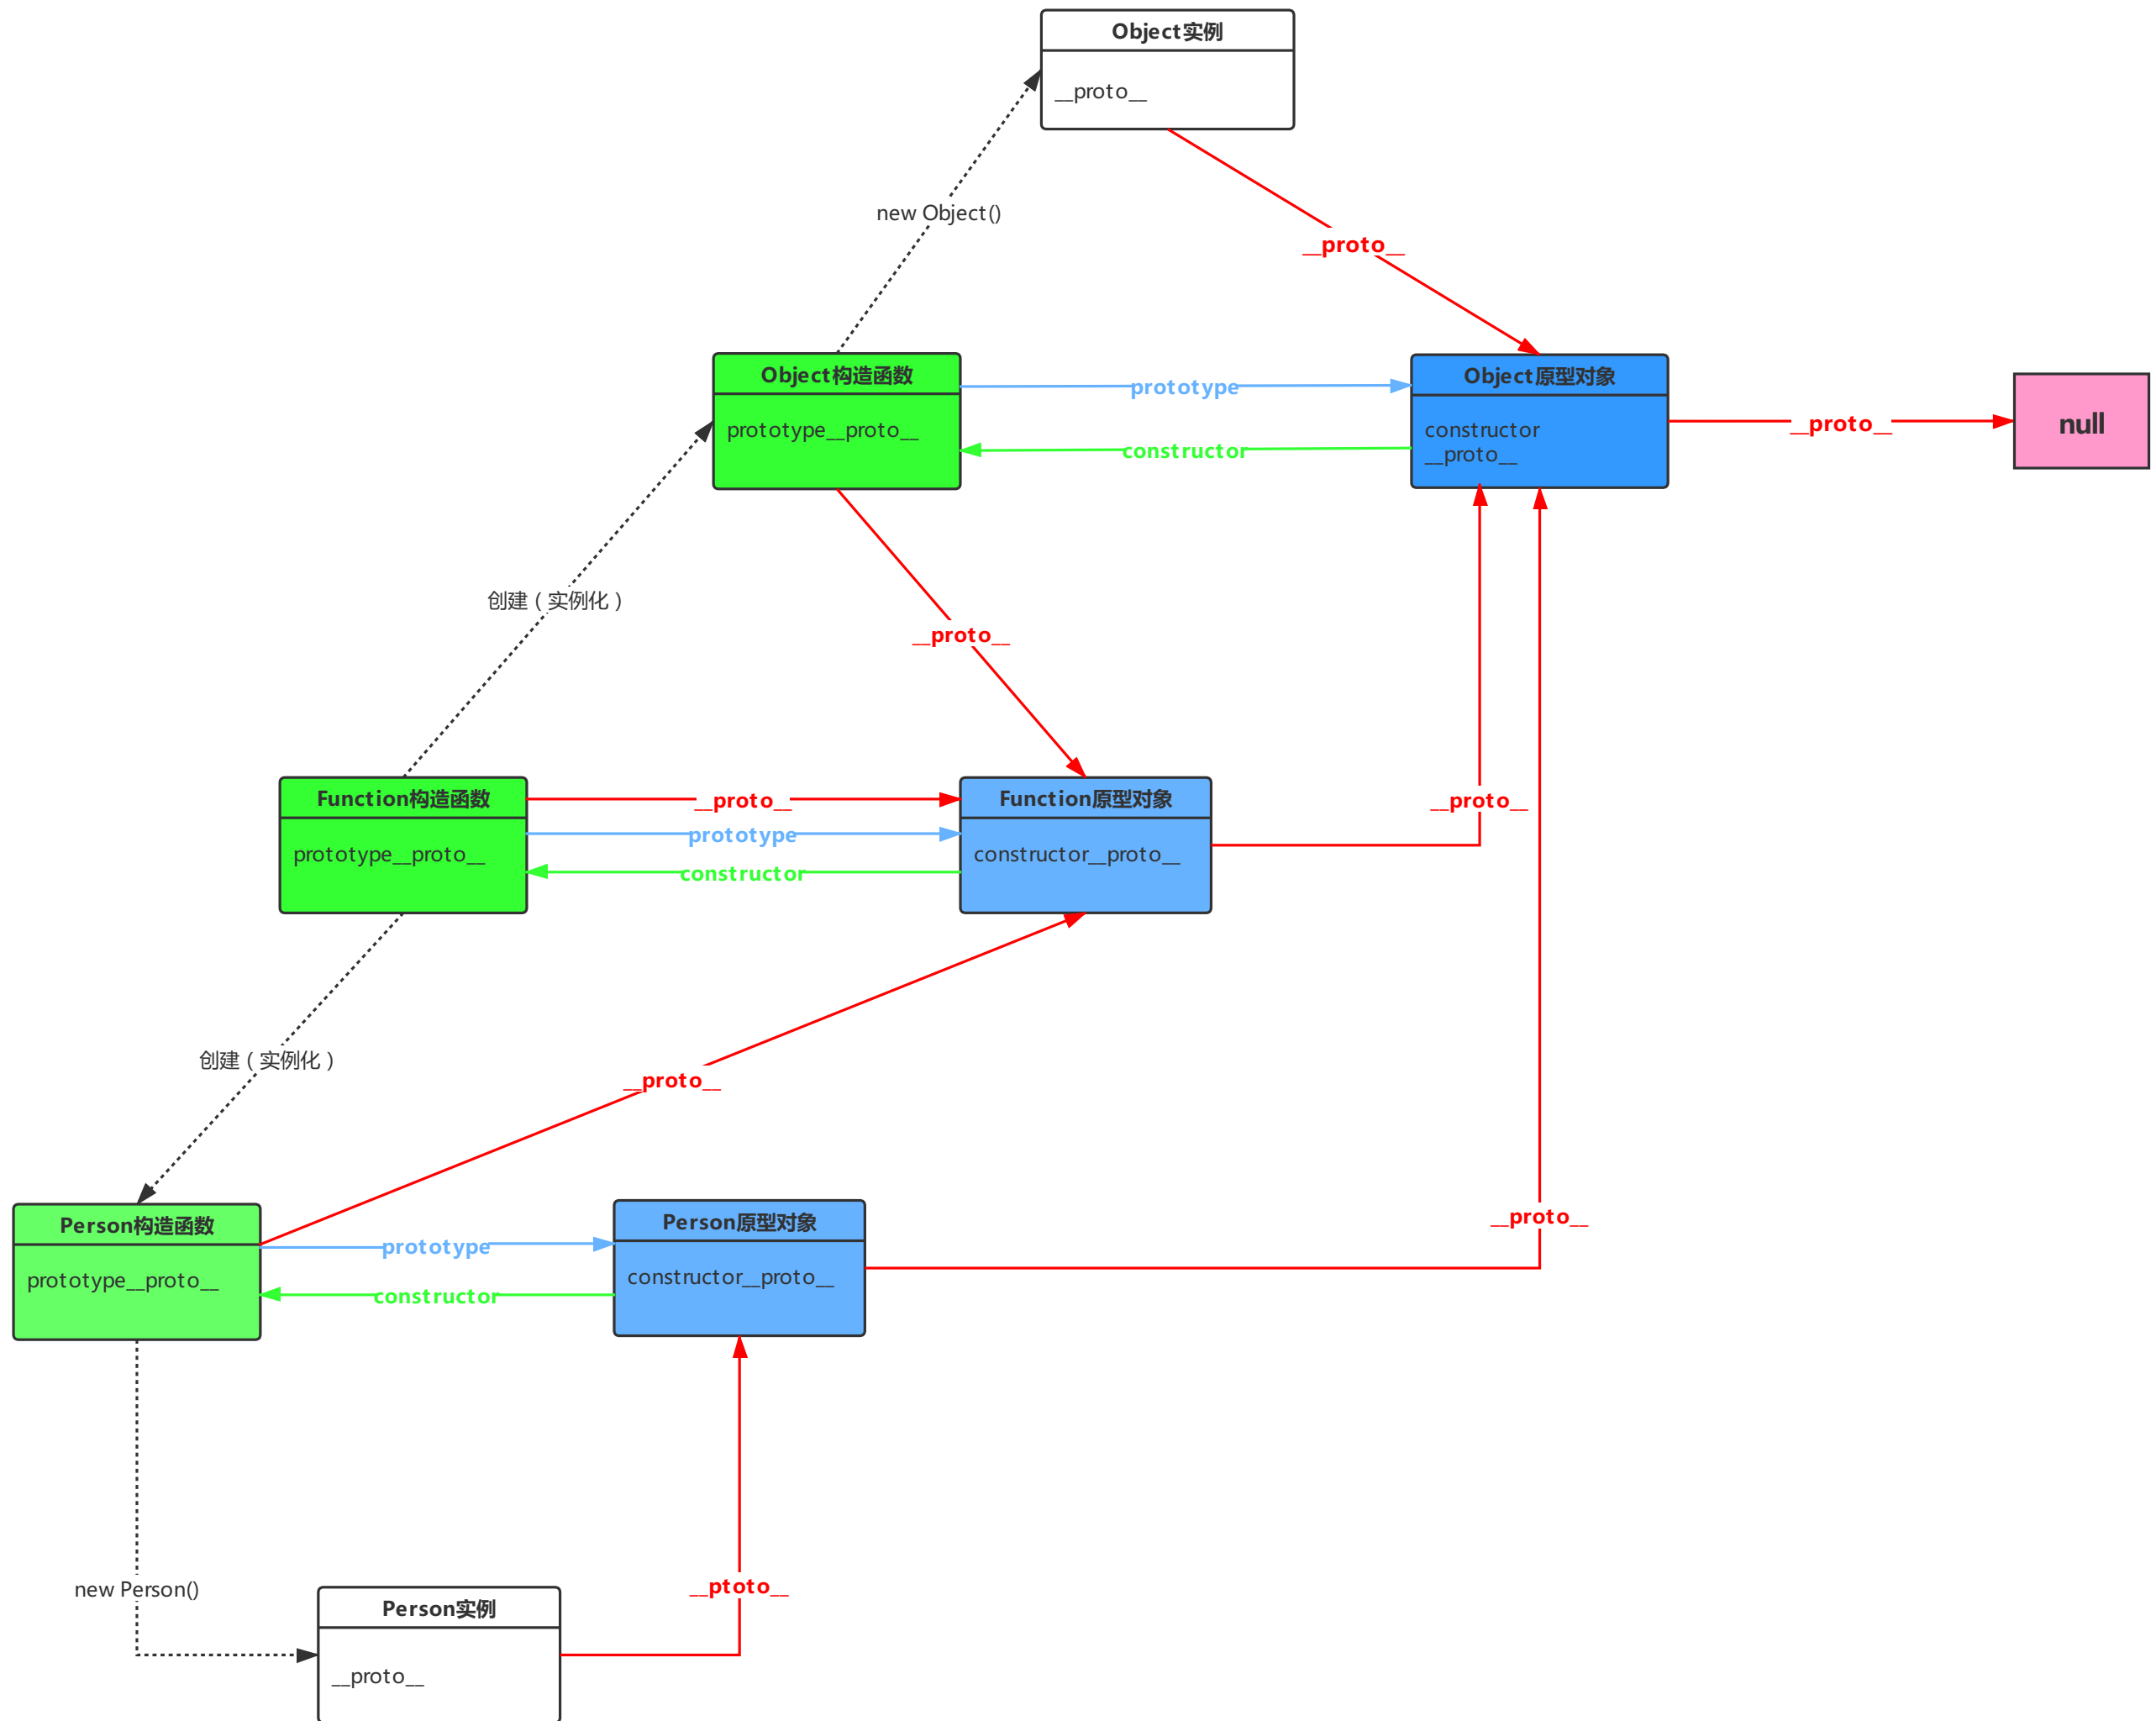 Object实例
__proto__
new Object()
__proto__
Object构造函数
prototype__proto__
prototype
constructor
Object原型对象
constructor
__proto__
__proto__
null
创建（实例化）
__proto__
Function构造函数
prototype__proto__
__proto__
prototype
constructor
Function原型对象
constructor__proto__
__proto__
创建（实例化）
__proto__
Person构造函数
prototype__proto__
prototype
constructor
Person原型对象
constructor__proto__
__proto__
new Person()
Person实例
__proto__
__ptoto__